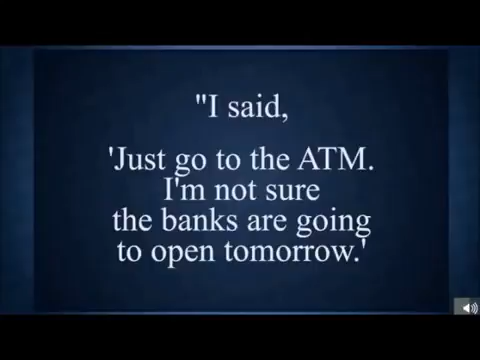 "I said,
'Just go to the ATM.
I'm not sure
the banks are going
to open tomorrow.'